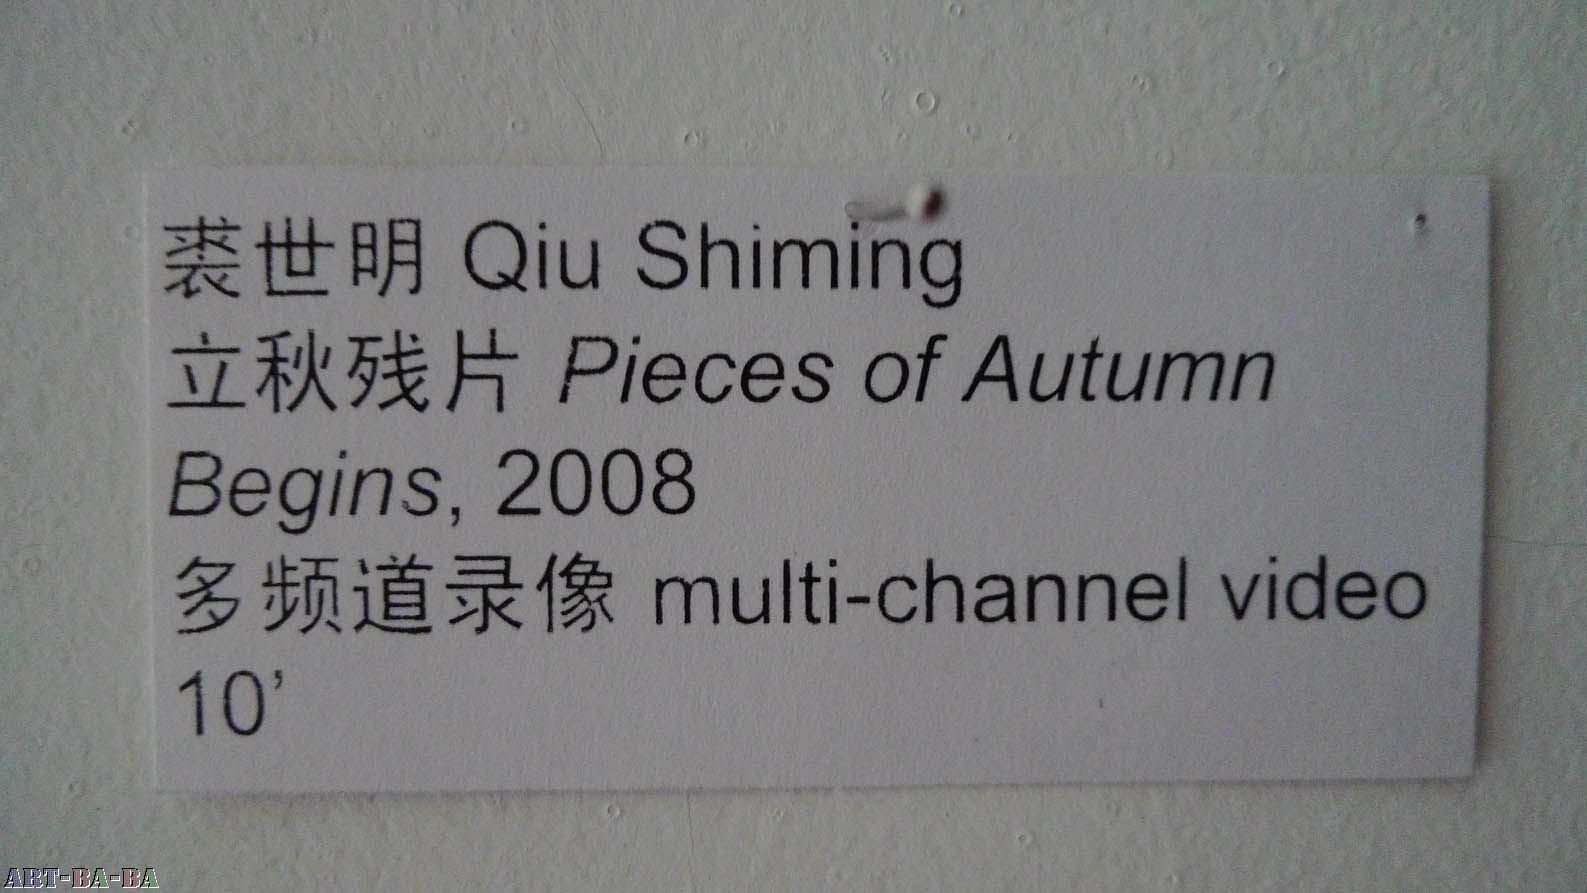 裘世明 Qiu Shiming
立秋残片 Pieces of Autumn
Begins, 2008
多频道录像 multi-channel video
10’
ART-BA-BA